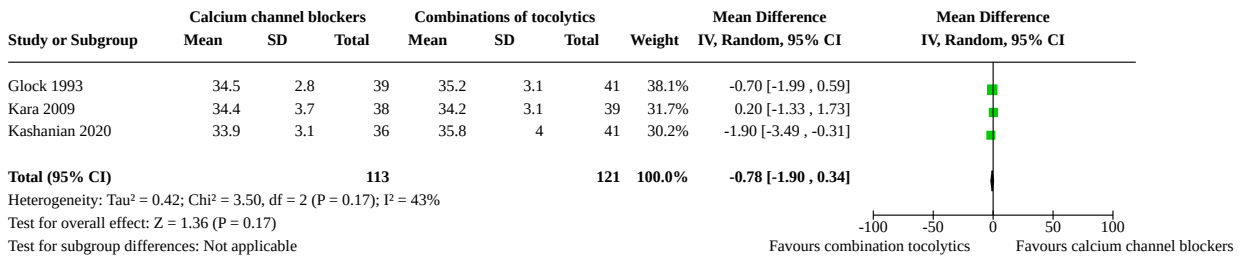 Calcium channel blockers Combinations of tocolytics Mean Difference Mean Difference
Study or Subgroup Mean SD Total Mean SD Total Weight IV, Random, 95% CI IV, Random, 95% CI
Glock 1993 34.5 2.8 39 35.2 3.1 41 38.1% -0.70 [-1.99 , 0.59]
Kara 2009 34.4 3.7 38 34.2 3.1 39 31.7% 0.20 [-1.33 , 1.73]
Kashanian 2020 33.9 3.1 36 35.8 4 41 30.2% -1.90 [-3.49 , -0.31]
Total (95% CI) 113 121 100.0% -0.78 [-1.90 , 0.34]
Heterogeneity: Tau² = 0.42; Chi² = 3.50, df = 2 (P = 0.17); I² = 43%
Test for overall effect: Z = 1.36 (P = 0.17) -100 -50 0 50 100
Test for subgroup differences: Not applicable Favours combination tocolytics Favours calcium channel blockers